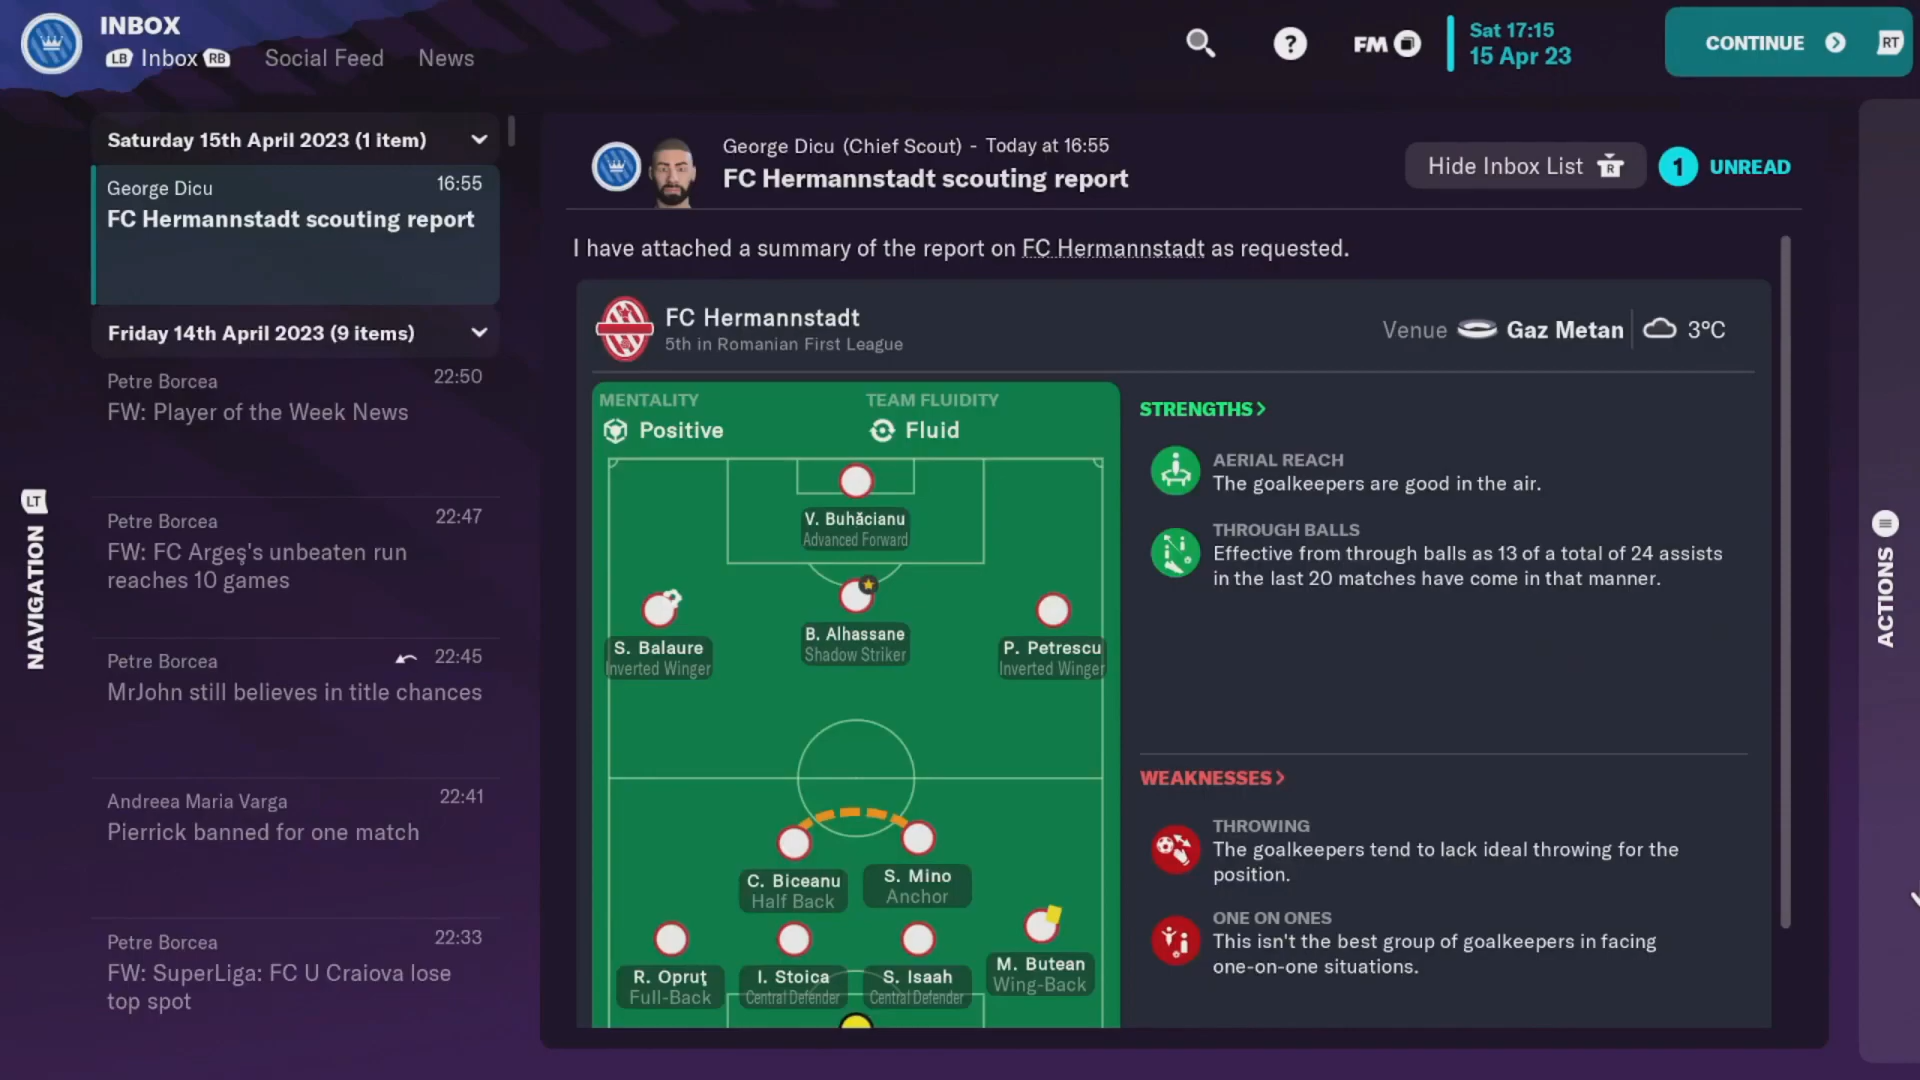 INBOX
LB Inbox RB Social Feed News
FM
Sat 17:15
15 Apr 23
CONTINUE RT
Saturday 15th April 2023 (1 item)
George Dicu 16:55
FC Hermannstadt scouting report
Friday 14th April 2023 (9 items)
Petre Borcea 22:50
FW: Player of the Week News
Petre Borcea 22:47
FW: FC Argeş's unbeaten run
reaches 10 games
Petre Borcea 22:45
MrJohn still believes in title chances
Andreea Maria Varga 22:41
Pierrick banned for one match
Petre Borcea 22:33
FW: SuperLiga: FC U Craiova lose
top spot
LT
NAVIGATION
George Dicu (Chief Scout) - Today at 16:55
FC Hermannstadt scouting report
Hide Inbox List R
1 UNREAD
I have attached a summary of the report on FC Hermannstadt as requested.
FC Hermannstadt
5th in Romanian First League
Venue Gaz Metan 3°C
MENTALITY
Positive
TEAM FLUIDITY
Fluid
V. Buhăcianu
Advanced Forward
S. Balaure
Inverted Winger
B. Alhassane
Shadow Striker
P. Petrescu
Inverted Winger
C. Biceanu
Half Back
S. Mino
Anchor
R. Opruţ
Full-Back
I. Stoica
Central Defender
S. Isaah
Central Defender
M. Butean
Wing-Back
STRENGTHS
AERIAL REACH
The goalkeepers are good in the air.
THROUGH BALLS
Effective from through balls as 13 of a total of 24 assists
in the last 20 matches have come in that manner.
WEAKNESSES
THROWING
The goalkeepers tend to lack ideal throwing for the
position.
ONE ON ONES
This isn't the best group of goalkeepers in facing
one-on-one situations.
ACTIONS